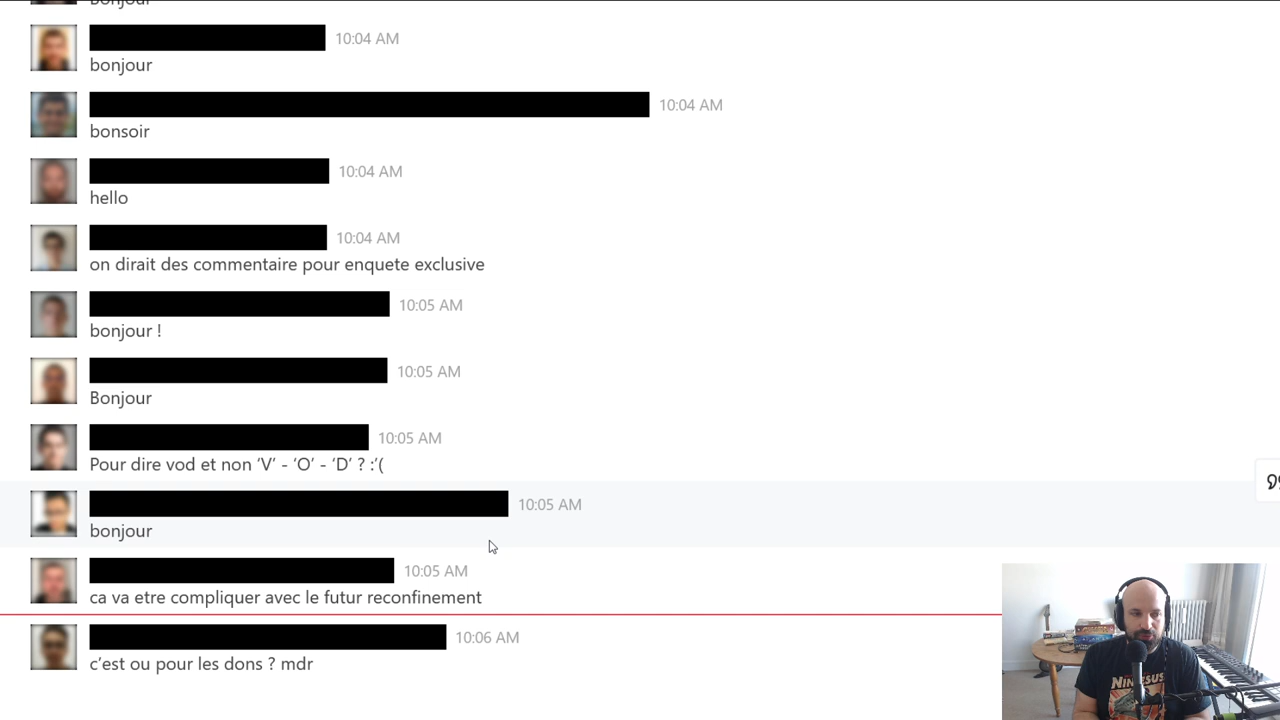 Bonjour
10:04 AM
bonjour
10:04 AM
bonsoir
10:04 AM
hello
10:04 AM
on dirait des commentaire pour enquete exclusive
10:05 AM
bonjour !
10:05 AM
Bonjour
10:05 AM
Pour dire vod et non ‘V’ - ‘O’ - ‘D’ ? :’(
10:05 AM
bonjour
10:05 AM
ca va etre compliquer avec le futur reconfinement
10:06 AM
c’est ou pour les dons ? mdr